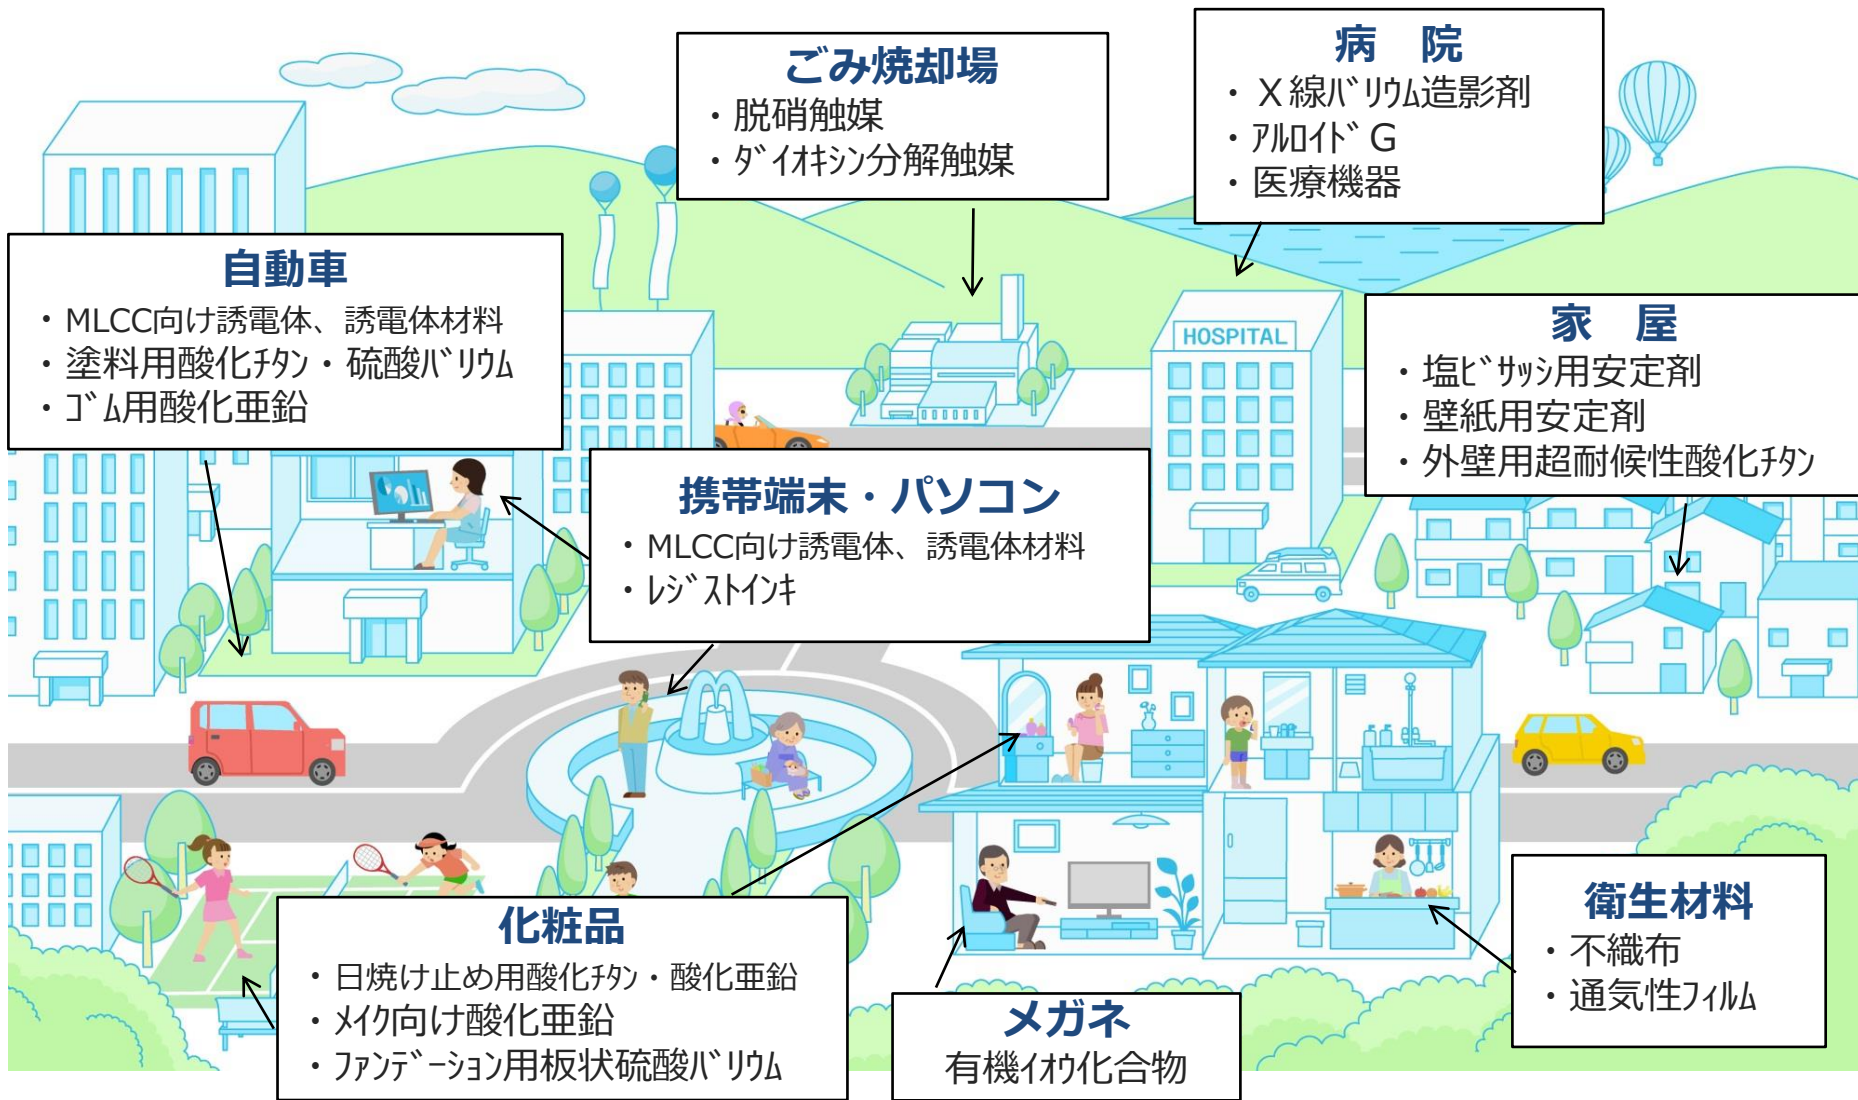 ごみ焼却場
・脱硝触媒
・ﾀﾞｲｵｷｼﾝ分解触媒
病　院
・Ｘ線ﾊﾞﾘｳﾑ造影剤
・ｱﾙﾛｲﾄﾞＧ
・医療機器
自動車
・MLCC向け誘電体、誘電体材料
・塗料用酸化ﾁﾀﾝ・硫酸ﾊﾞﾘｳﾑ
・ｺﾞﾑ用酸化亜鉛
HOSPITAL
家　屋
・塩ﾋﾞｻｯｼ用安定剤
・壁紙用安定剤
・外壁用超耐候性酸化ﾁﾀﾝ
携帯端末・パソコン
・MLCC向け誘電体、誘電体材料
・ﾚｼﾞｽﾄｲﾝｷ
化粧品
・日焼け止め用酸化ﾁﾀﾝ・酸化亜鉛
・ﾒｲｸ向け酸化亜鉛
・ﾌｧﾝﾃﾞｰｼｮﾝ用板状硫酸ﾊﾞﾘｳﾑ
メガネ
有機ｲｵｳ化合物
衛生材料
・不織布
・通気性ﾌｨﾙﾑ